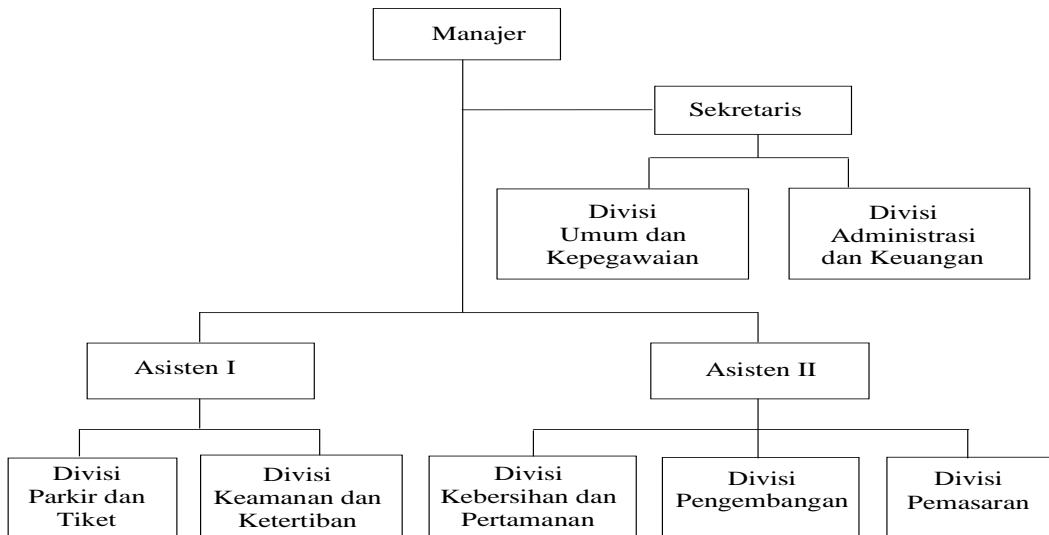 Manajer
Sekretaris
Divisi
Umum dan
Kepegawaian
Divisi
Administrasi
dan Keuangan
Asisten I
Asisten II
Divisi
Parkir dan
Tiket
Divisi
Keamanan dan
Ketertiban
Divisi
Kebersihan dan
Pertamanan
Divisi
Pengembangan
Divisi
Pemasaran